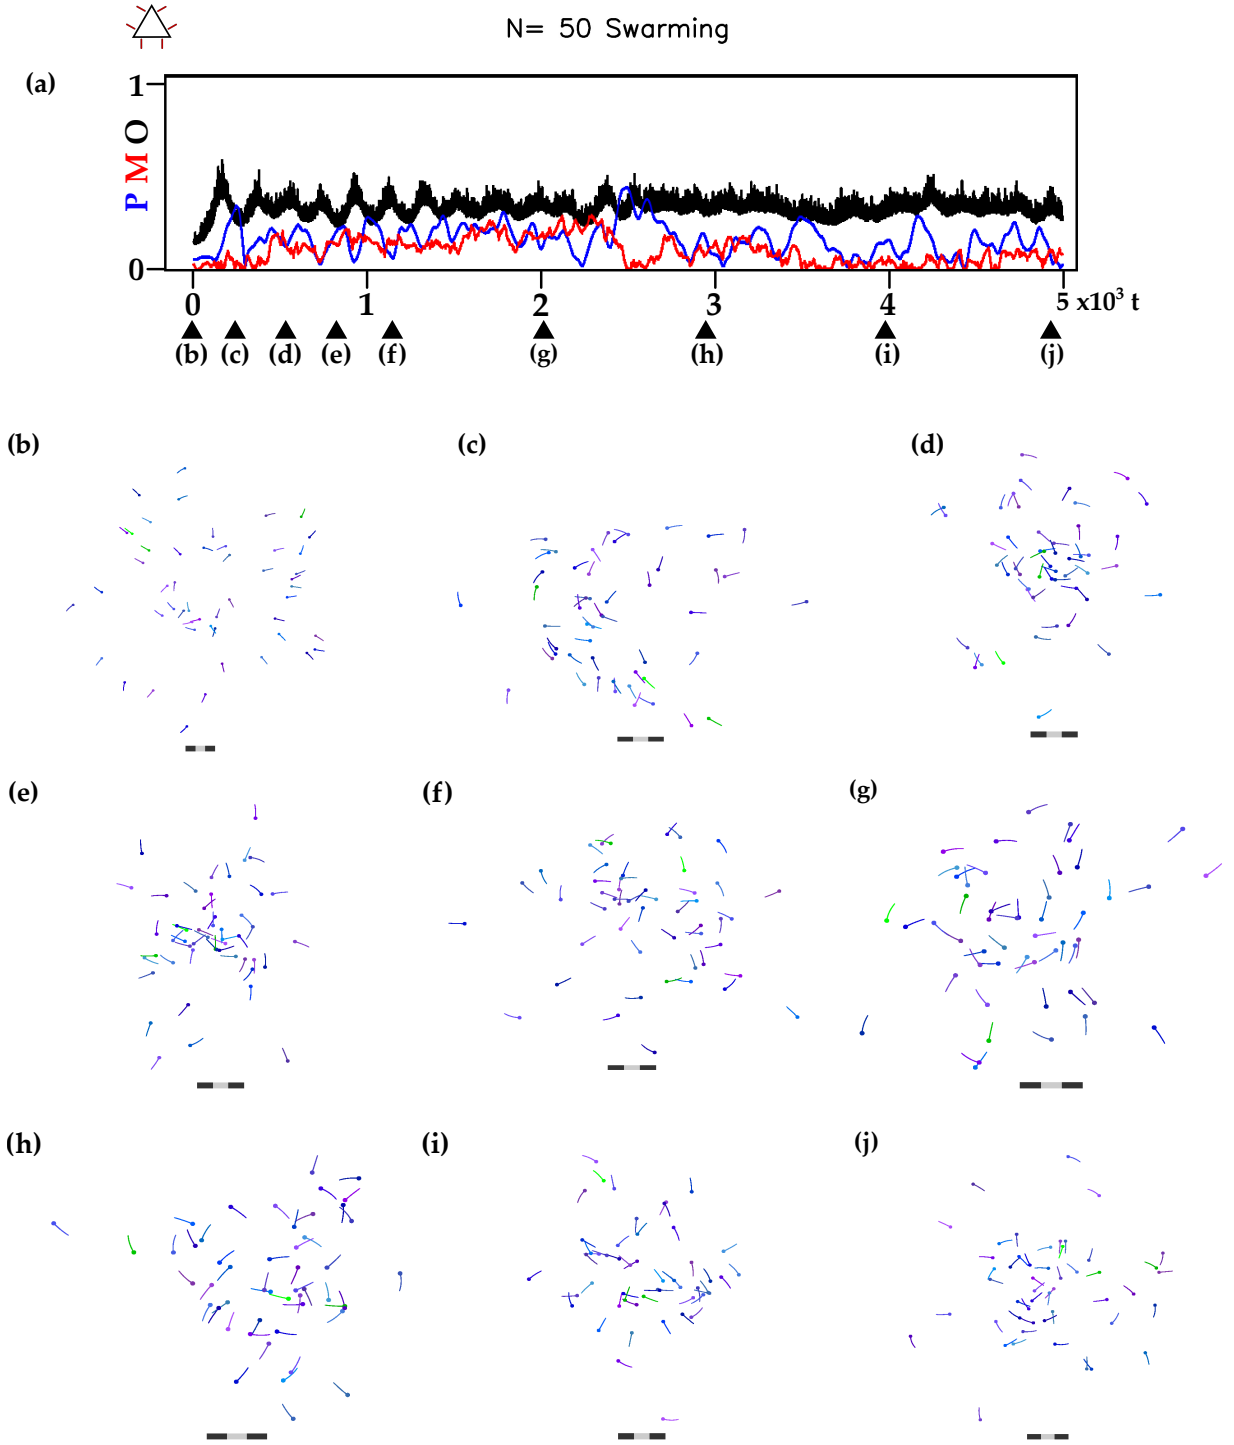 N= 50 Swarming
(a)
1
P M O
0
0 1 2 3 4 5 x10³ t
(b) (c) (d) (e) (f) (g) (h) (i) (j)
(b) (c) (d)
(e) (f) (g)
(h) (i) (j)